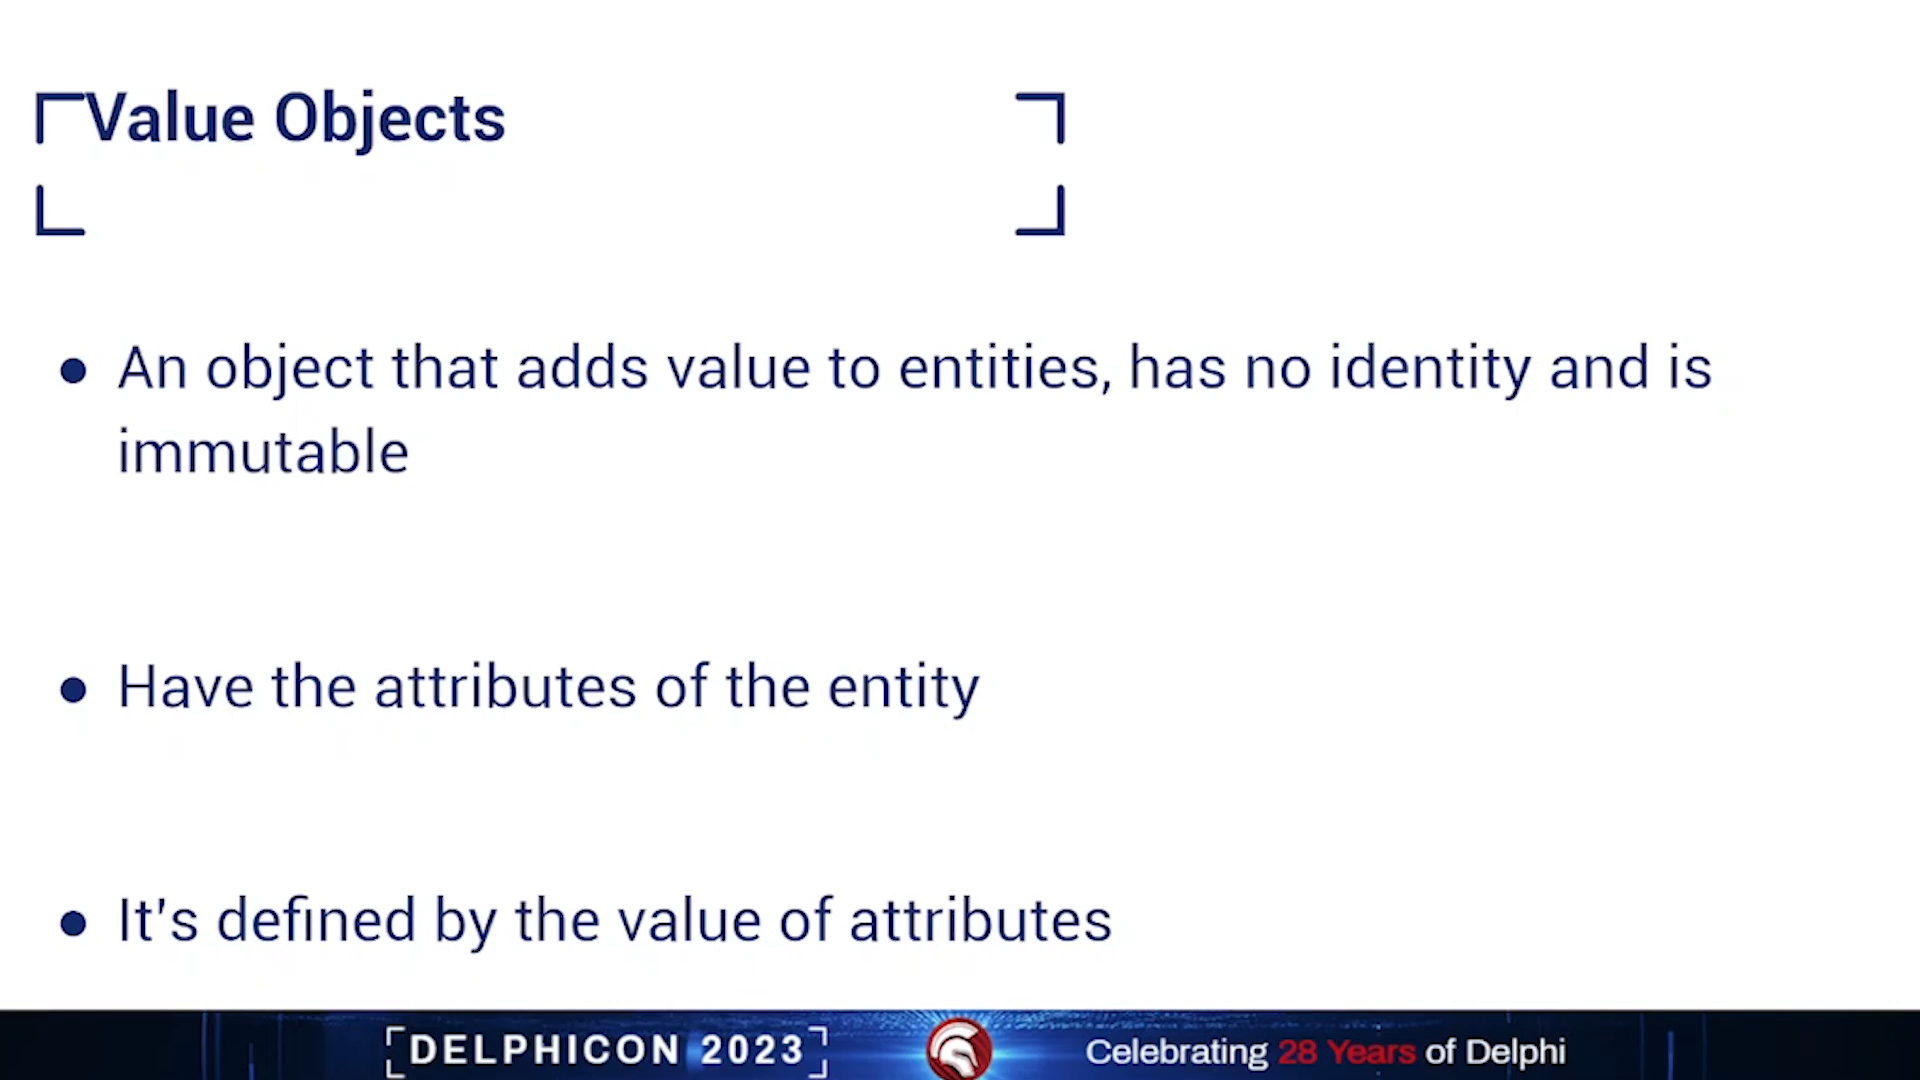 Value Objects
● An object that adds value to entities, has no identity and is
immutable
● Have the attributes of the entity
● It's defined by the value of attributes
DELPHICON 2023
Celebrating 28 Years of Delphi